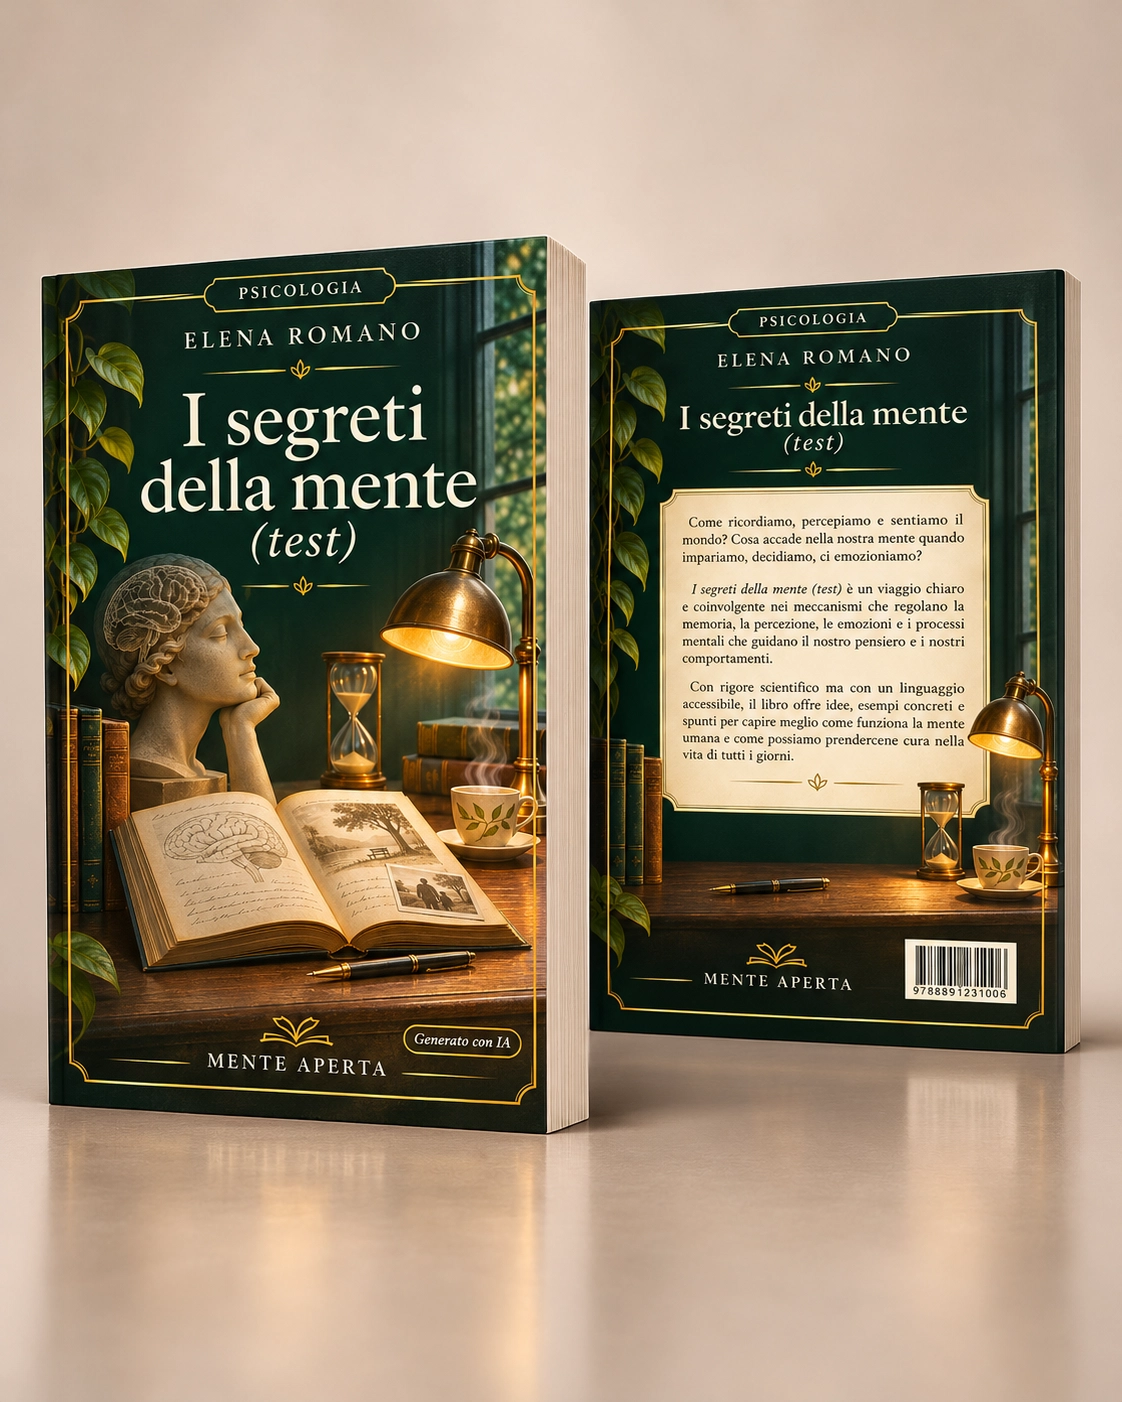 PSICOLOGIA
ELENA ROMANO
I segreti
della mente
(test)
MENTE APERTA
Generato con IA
PSICOLOGIA
ELENA ROMANO
I segreti della mente
(test)
Come ricordiamo, percepiamo e sentiamo il
mondo? Cosa accade nella nostra mente quando
impariamo, decidiamo, ci emozioniamo?
I segreti della mente (test) è un viaggio chiaro
e coinvolgente nei meccanismi che regolano la
memoria, la percezione, le emozioni e i processi
mentali che guidano il nostro pensiero e i nostri
comportamenti.
Con rigore scientifico ma con un linguaggio
accessibile, il libro offre idee, esempi concreti e
spunti per capire meglio come funziona la mente
umana e come possiamo prendercene cura nella
vita di tutti i giorni.
MENTE APERTA
9788891231006